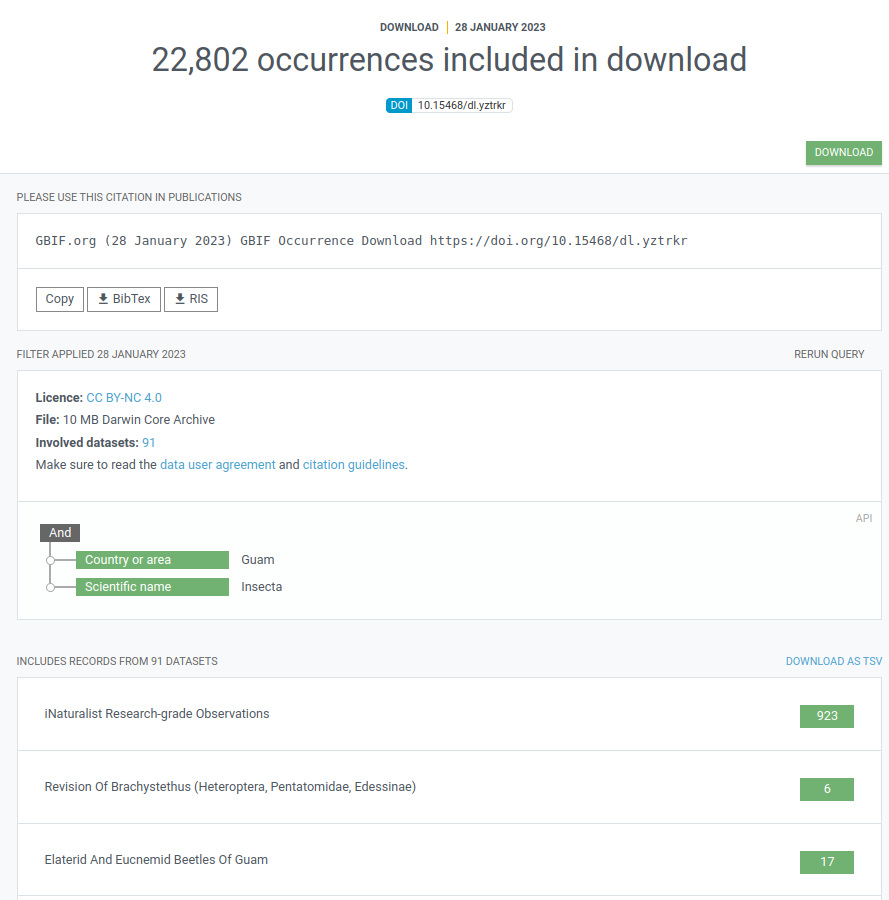 DOWNLOAD | 28 JANUARY 2023
22,802 occurrences included in download
DOI 10.15468/dl.yztrkr
DOWNLOAD
PLEASE USE THIS CITATION IN PUBLICATIONS
GBIF.org (28 January 2023) GBIF Occurrence Download https://doi.org/10.15468/dl.yztrkr
Copy BibTex RIS
FILTER APPLIED 28 JANUARY 2023 RERUN QUERY
Licence: CC BY-NC 4.0
File: 10 MB Darwin Core Archive
Involved datasets: 91
Make sure to read the data user agreement and citation guidelines.
API
And
Country or area Guam
Scientific name Insecta
INCLUDES RECORDS FROM 91 DATASETS DOWNLOAD AS TSV
iNaturalist Research-grade Observations 923
Revision Of Brachystethus (Heteroptera, Pentatomidae, Edessinae) 6
Elaterid And Eucnemid Beetles Of Guam 17